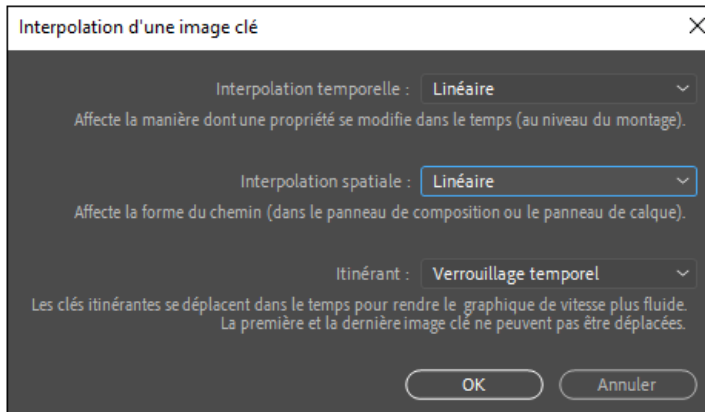 Interpolation d'une image clé
Interpolation temporelle : Linéaire
Affecte la manière dont une propriété se modifie dans le temps (au niveau du montage).
Interpolation spatiale : Linéaire
Affecte la forme du chemin (dans le panneau de composition ou le panneau de calque).
Itinérant : Verrouillage temporel
Les clés itinérantes se déplacent dans le temps pour rendre le graphique de vitesse plus fluide.
La première et la dernière image clé ne peuvent pas être déplacées.
OK Annuler